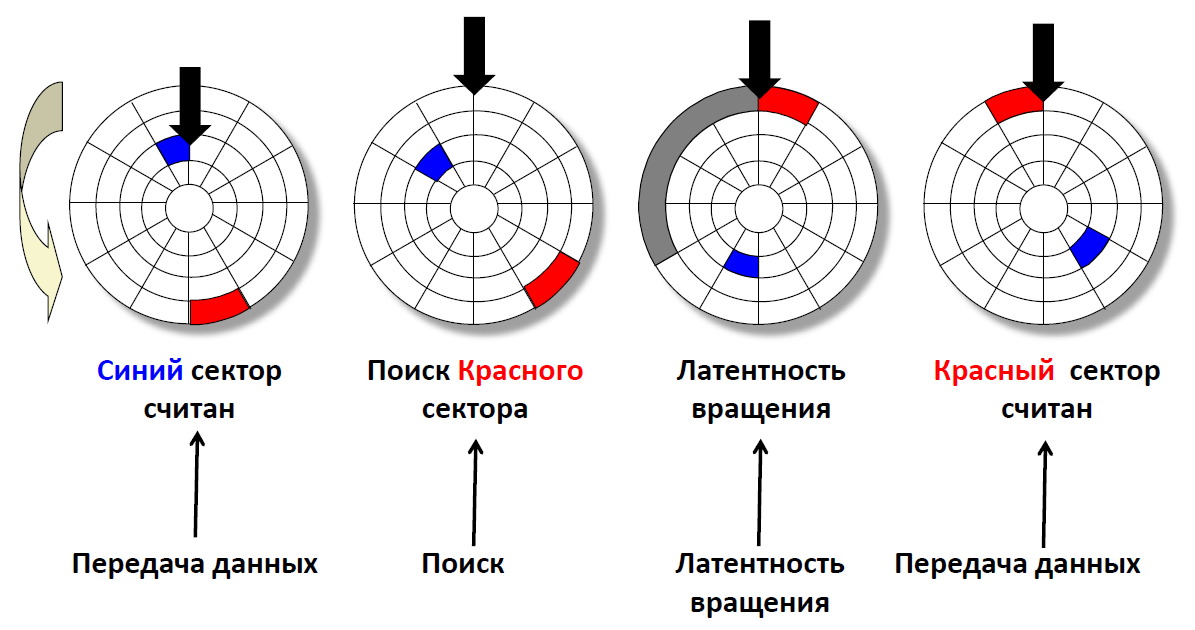 Синий сектор
считан
Поиск Красного
сектора
Латентность
вращения
Красный сектор
считан
Передача данных
Поиск
Латентность
вращения
Передача данных